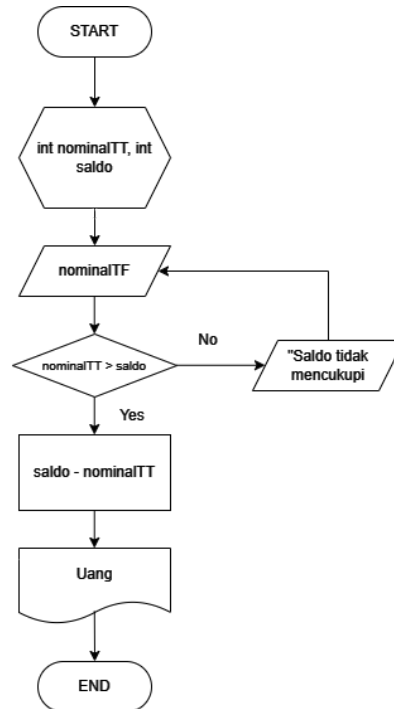 START
int nominalTT, int
saldo
nominalTF
nominalTT > saldo
No
"Saldo tidak
mencukupi
Yes
saldo - nominalTT
Uang
END